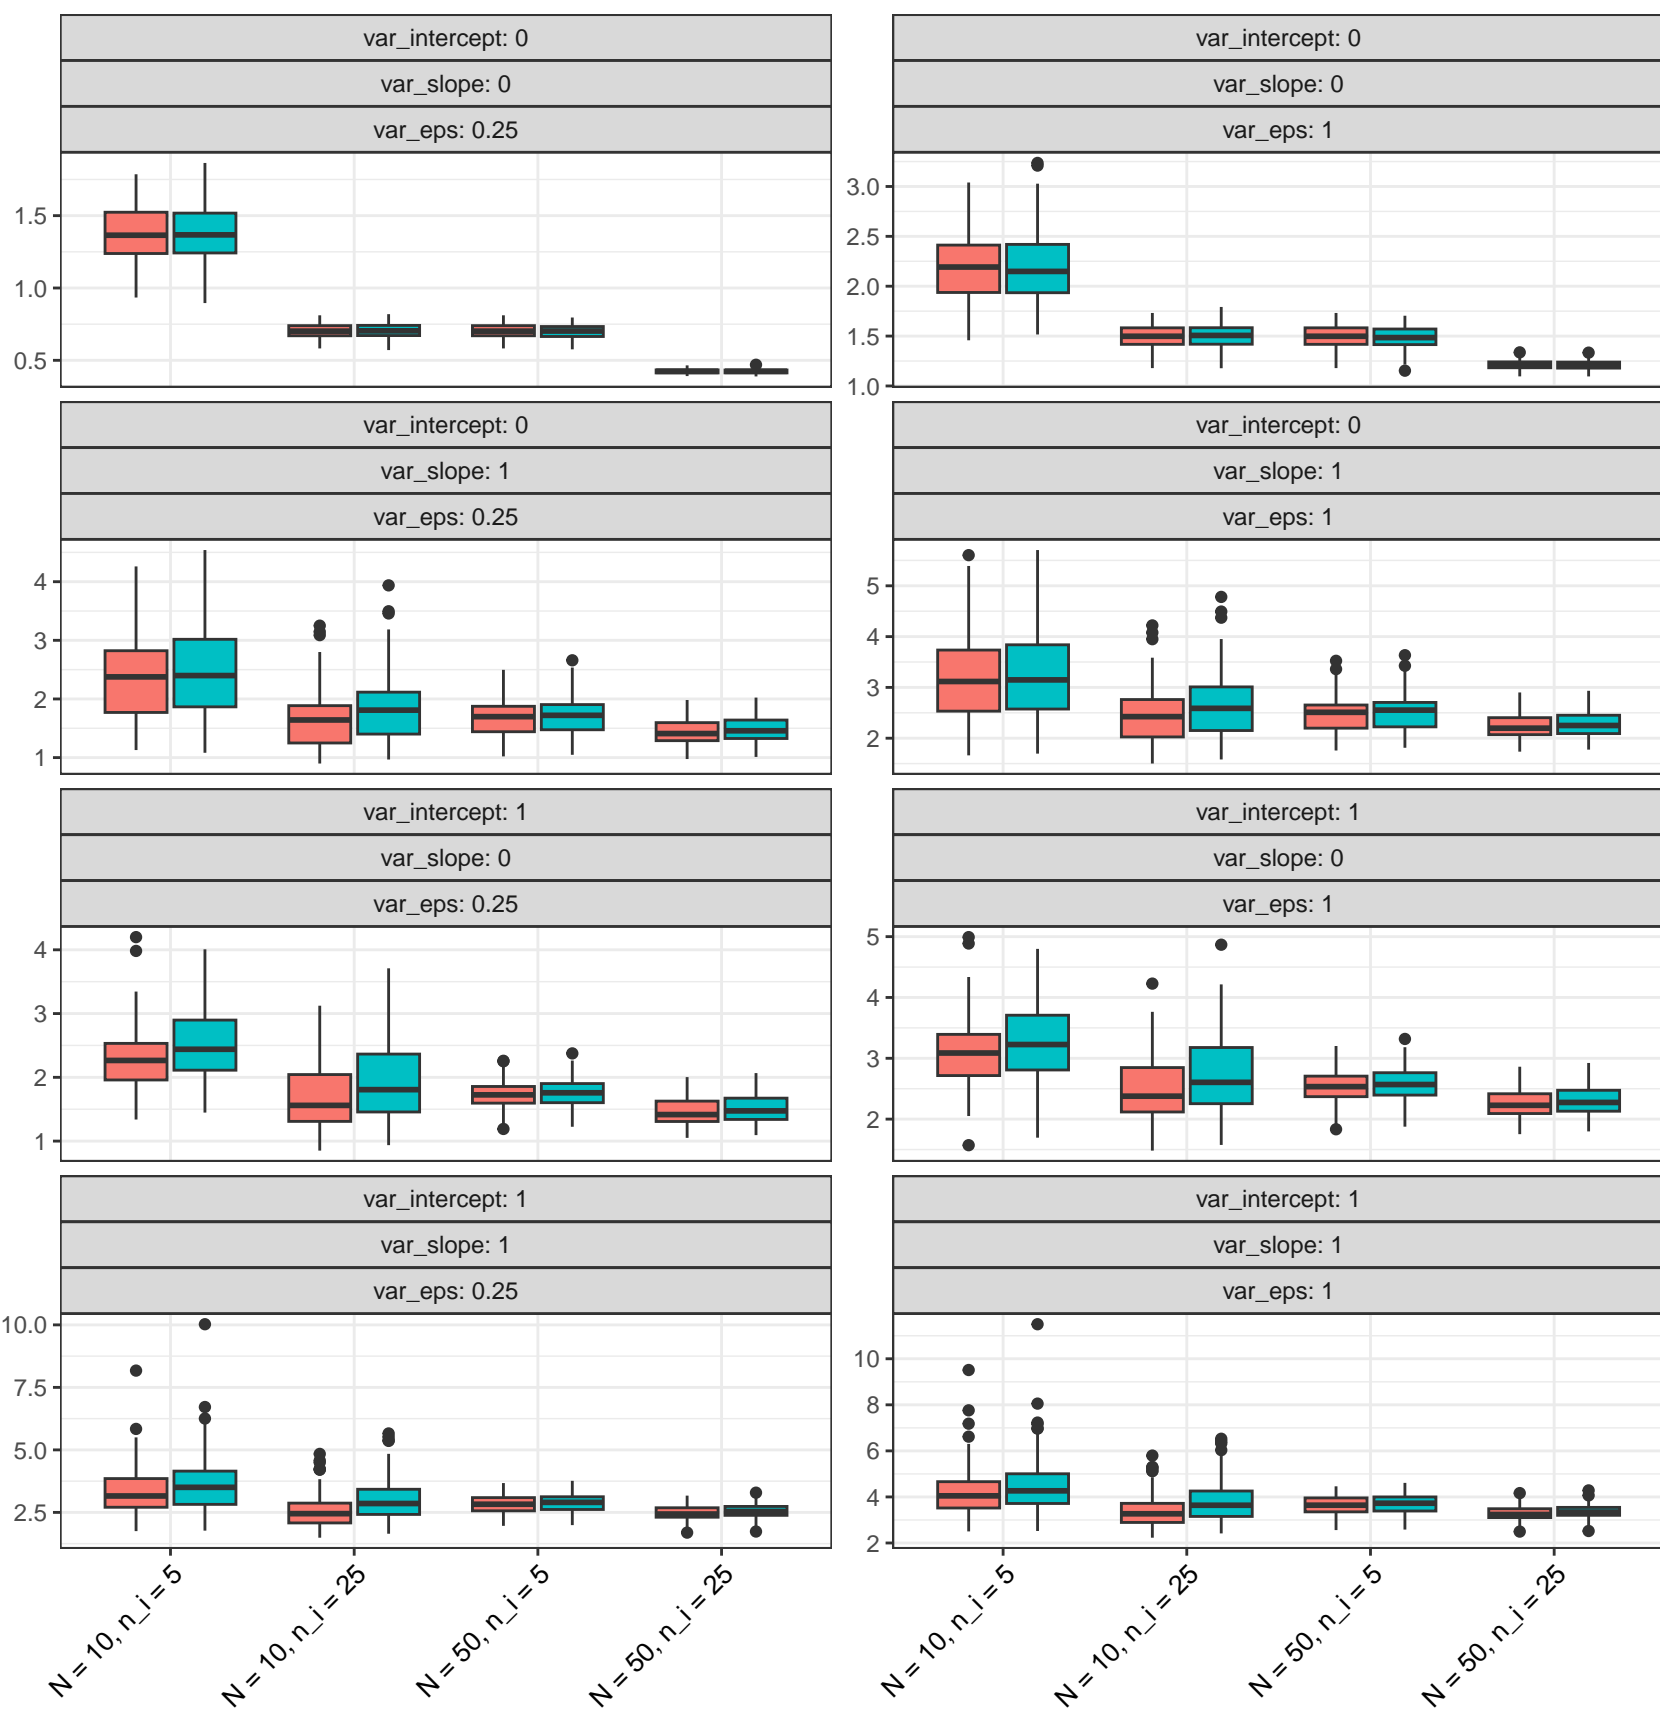 var_intercept: 0
var_slope: 0
var_eps: 0.25
1.5
1.0
0.5
var_intercept: 0
var_slope: 0
var_eps: 1
3.0
2.5
2.0
1.5
1.0
var_intercept: 0
var_slope: 1
var_eps: 0.25
4
3
2
1
var_intercept: 0
var_slope: 1
var_eps: 1
5
4
3
2
var_intercept: 1
var_slope: 0
var_eps: 0.25
4
3
2
1
var_intercept: 1
var_slope: 0
var_eps: 1
5
4
3
2
var_intercept: 1
var_slope: 1
var_eps: 0.25
10.0
7.5
5.0
2.5
var_intercept: 1
var_slope: 1
var_eps: 1
10
8
6
4
2
N = 10, n_i = 5
N = 10, n_i = 25
N = 50, n_i = 5
N = 50, n_i = 25
N = 10, n_i = 5
N = 10, n_i = 25
N = 50, n_i = 5
N = 50, n_i = 25